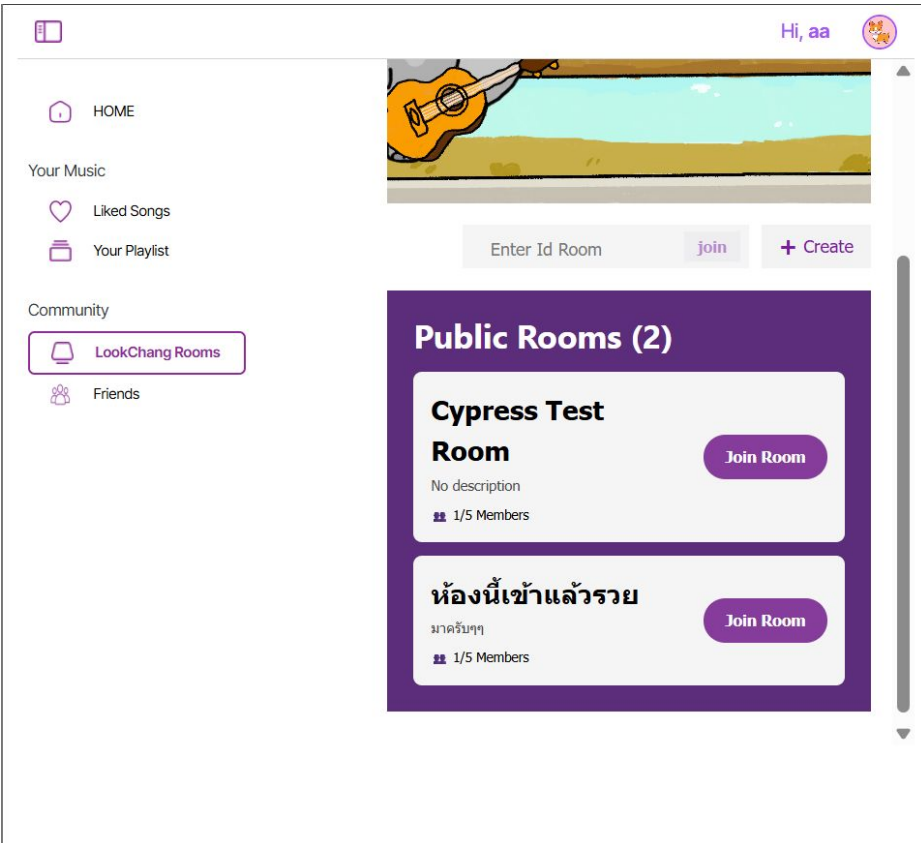 Hi, aa
HOME
Your Music
Liked Songs
Your Playlist
Community
LookChang Rooms
Friends
Enter Id Room
join
+ Create
Public Rooms (2)
Cypress Test
Room
No description
1/5 Members
Join Room
ห้องนี้เข้าแล้วรวย
มาครับๆๆ
1/5 Members
Join Room